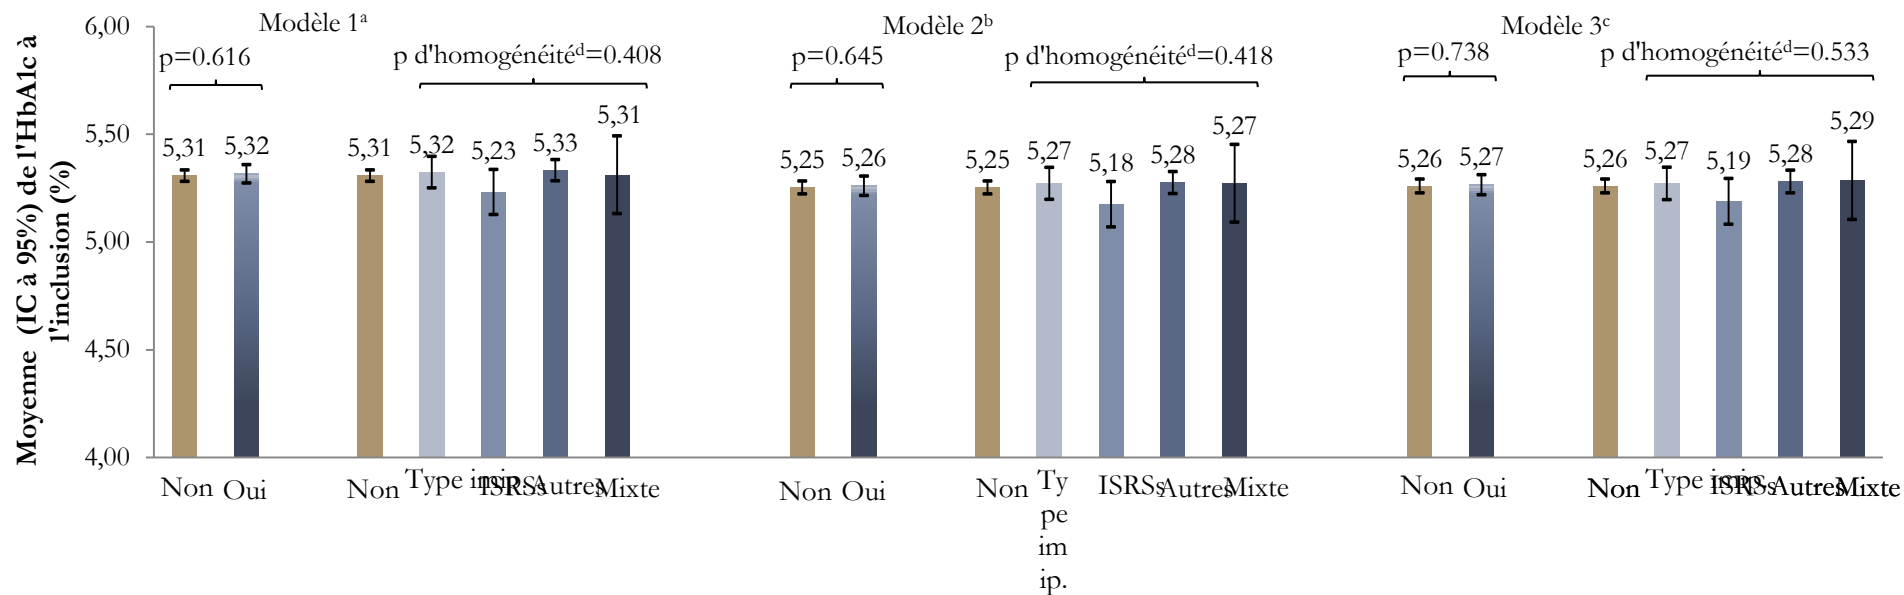 Moyenne (IC à 95%) de l'HbA1c à
l'inclusion (%)
6,00
5,50
5,00
4,50
4,00
Modèle 1ᵃ
p=0.616
p d'homogénéitéᵈ=0.408
5,31
5,32
5,31
5,32
5,23
5,33
5,31
Non
Oui
Non
Type imip.
ISRSs
Autres
Mixte
Modèle 2ᵇ
p=0.645
p d'homogénéitéᵈ=0.418
5,25
5,26
5,25
5,27
5,18
5,28
5,27
Non
Oui
Non
Ty
pe
im
ip.
ISRSs
Autres
Mixte
Modèle 3ᶜ
p=0.738
p d'homogénéitéᵈ=0.533
5,26
5,27
5,26
5,27
5,19
5,28
5,29
Non
Oui
Non
Type imip.
ISRSs
Autres
Mixte